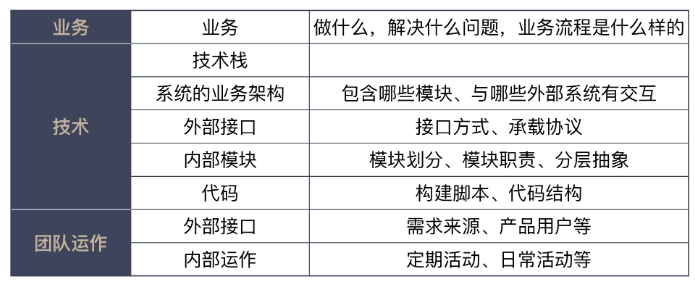 业务 业务 做什么，解决什么问题，业务流程是什么样的
技术栈
系统的业务架构 包含哪些模块、与哪些外部系统有交互
技术 外部接口 接口方式、承载协议
内部模块 模块划分、模块职责、分层抽象
代码 构建脚本、代码结构
团队运作 外部接口 需求来源、产品用户等
内部运作 定期活动、日常活动等